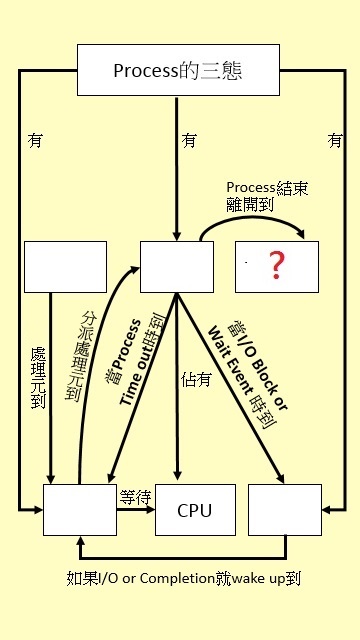 Process的三態
有
有
有
Process結束
離開到
?
處理元到
分派處理元到
當Process
Time out時到
佔有
當I/O Block or
Wait Event 時到
等待
CPU
如果I/O or Completion就wake up到